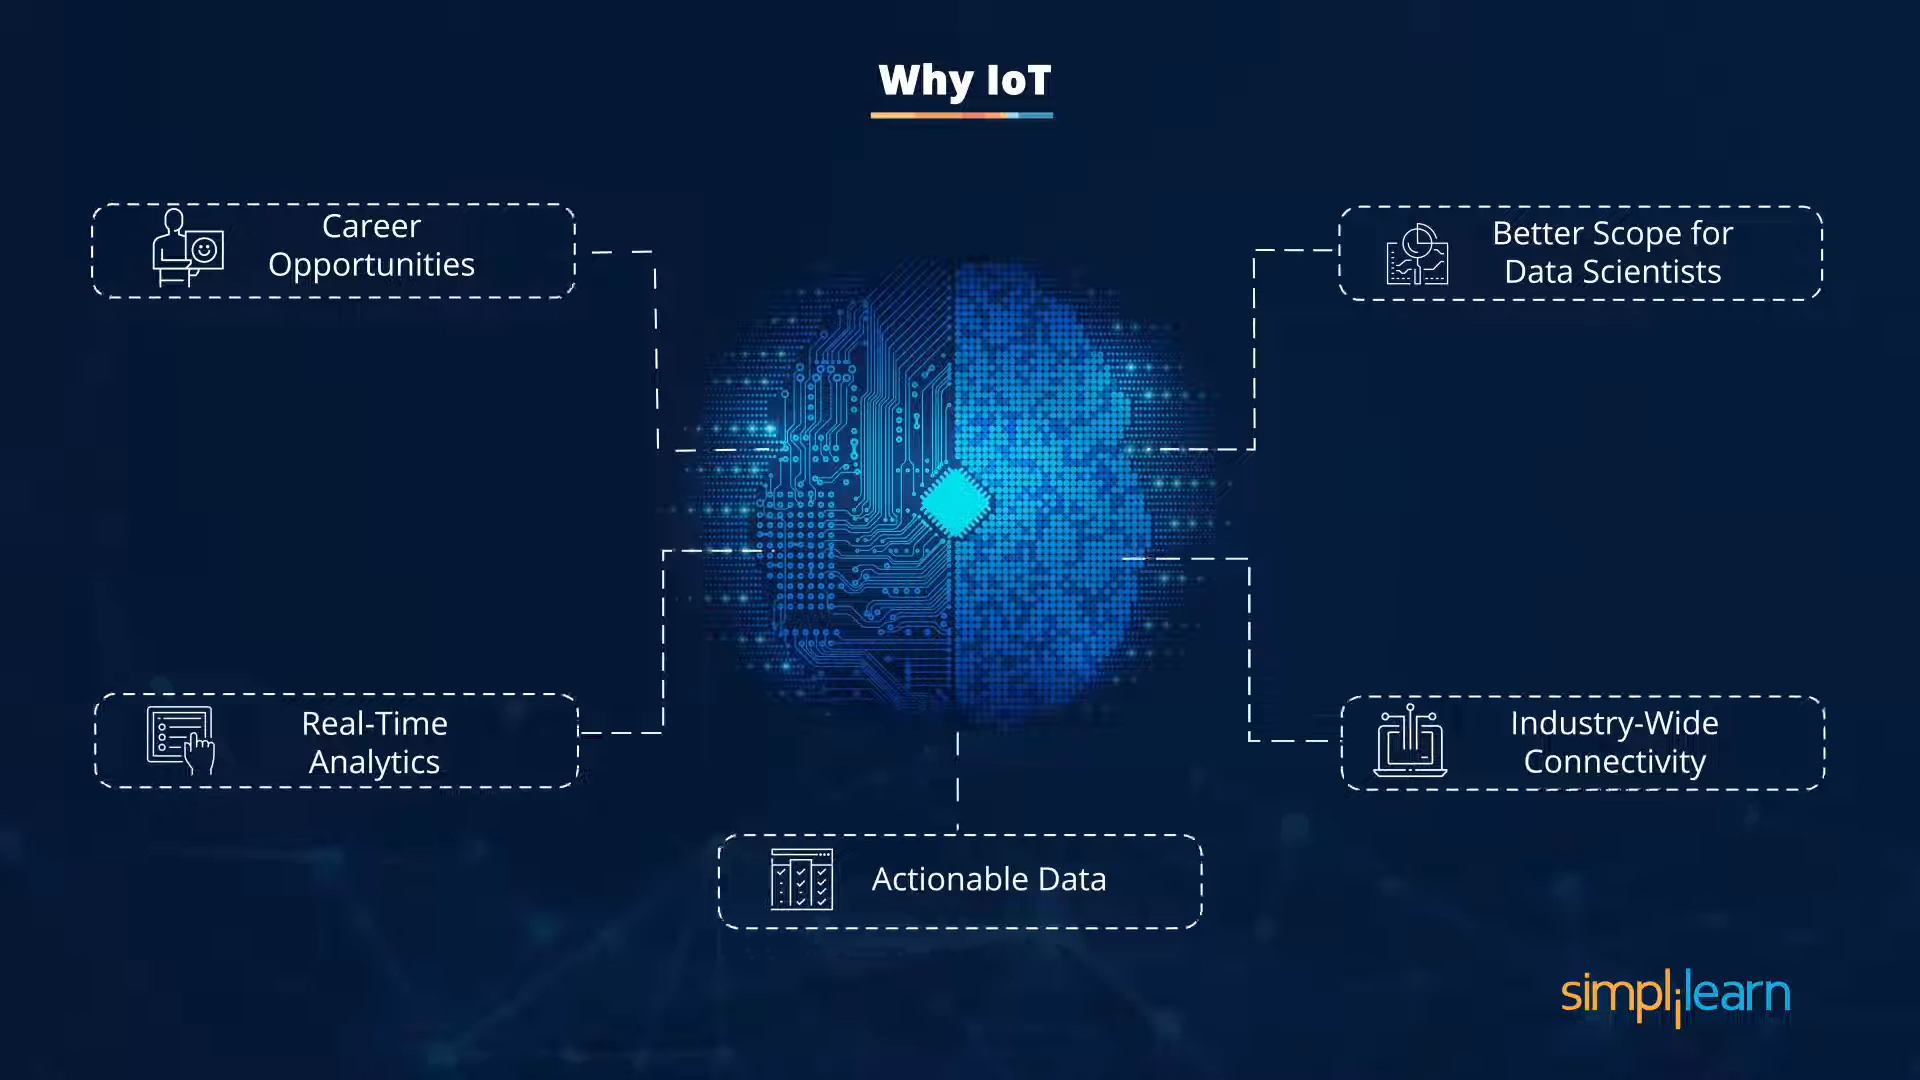 Why IoT
Career
Opportunities
Better Scope for
Data Scientists
Real-Time
Analytics
Industry-Wide
Connectivity
Actionable Data
simplilearn